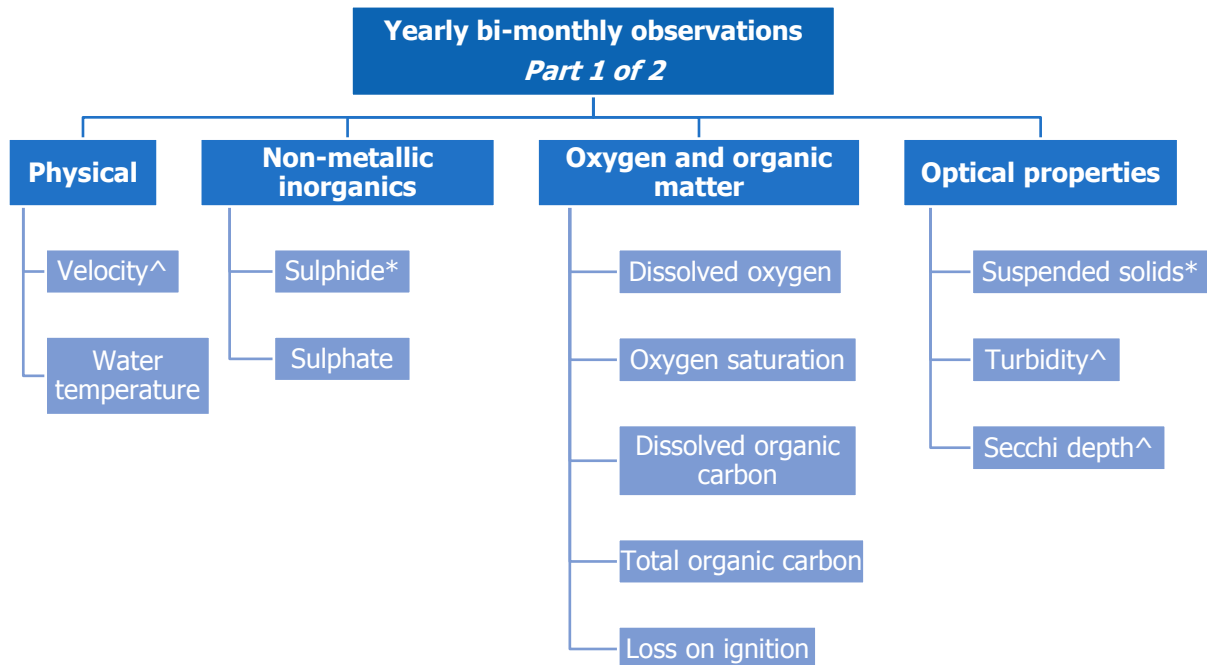 Yearly bi-monthly observations
Part 1 of 2
Physical
Velocity^
Water
temperature
Non-metallic
inorganics
Sulphide*
Sulphate
Oxygen and organic
matter
Dissolved oxygen
Oxygen saturation
Dissolved organic
carbon
Total organic carbon
Loss on ignition
Optical properties
Suspended solids*
Turbidity^
Secchi depth^